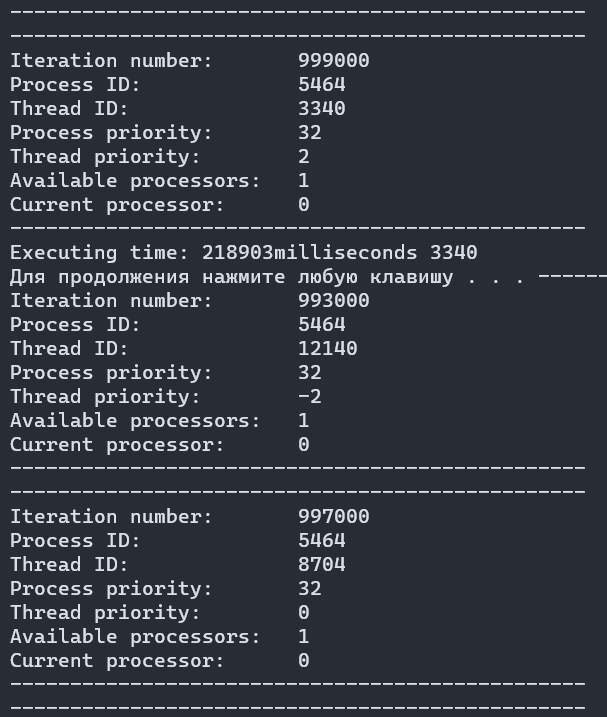 ------------------------------------------------
------------------------------------------------
Iteration number:       999000
Process ID:             5464
Thread ID:              3340
Process priority:       32
Thread priority:        2
Available processors:   1
Current processor:      0
------------------------------------------------
Executing time: 218903milliseconds 3340
Для продолжения нажмите любую клавишу . . . ------
Iteration number:       993000
Process ID:             5464
Thread ID:              12140
Process priority:       32
Thread priority:        -2
Available processors:   1
Current processor:      0
------------------------------------------------
------------------------------------------------
Iteration number:       997000
Process ID:             5464
Thread ID:              8704
Process priority:       32
Thread priority:        0
Available processors:   1
Current processor:      0
------------------------------------------------
------------------------------------------------